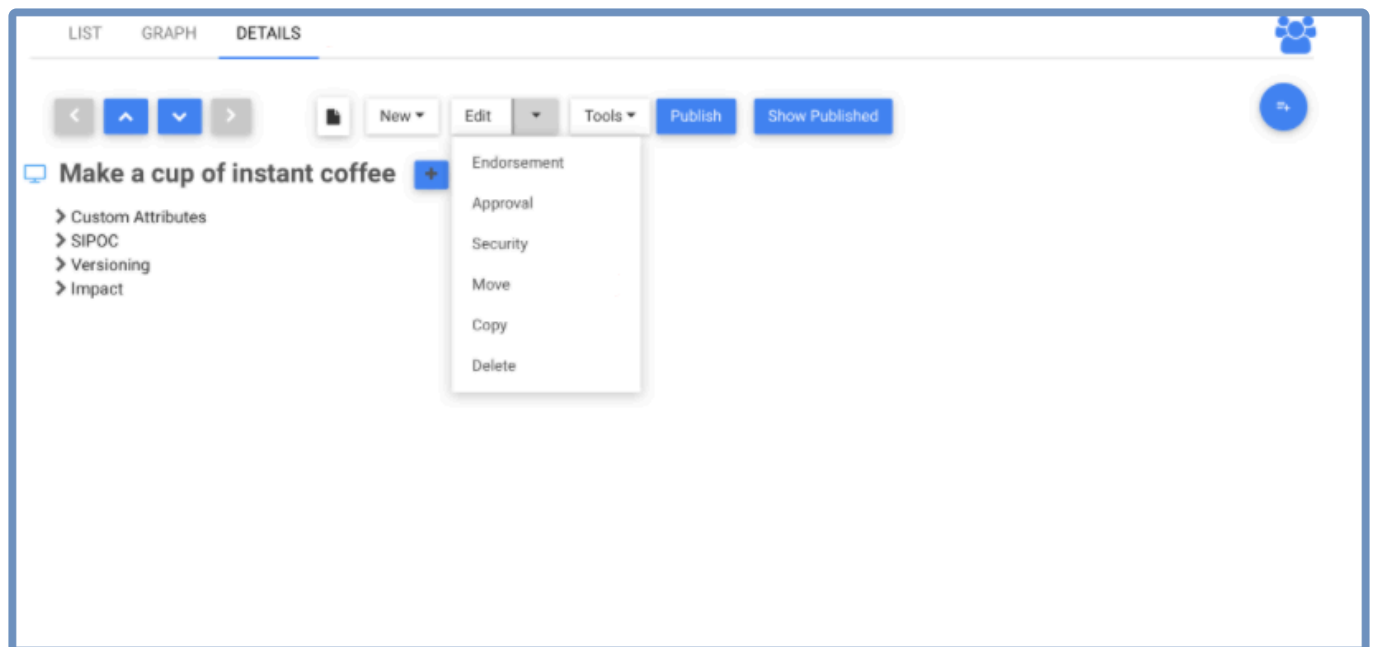 LIST GRAPH DETAILS
New Edit Tools Publish Show Published
Make a cup of instant coffee
Custom Attributes
SIPOC
Versioning
Impact
Endorsement
Approval
Security
Move
Copy
Delete